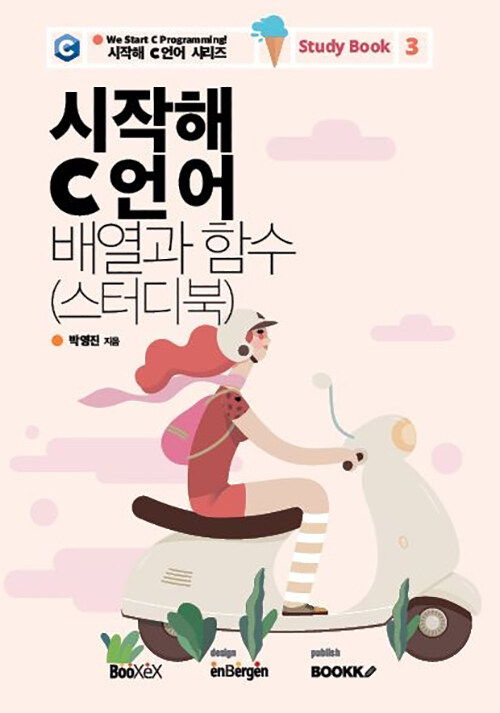 C
We Start C Programming!
시작해 C 언어 시리즈
Study Book 3
시작해
C 언어
배열과 함수
(스터디북)
박영진 지음
BooXeX
design
enBergen
publish
BOOKK